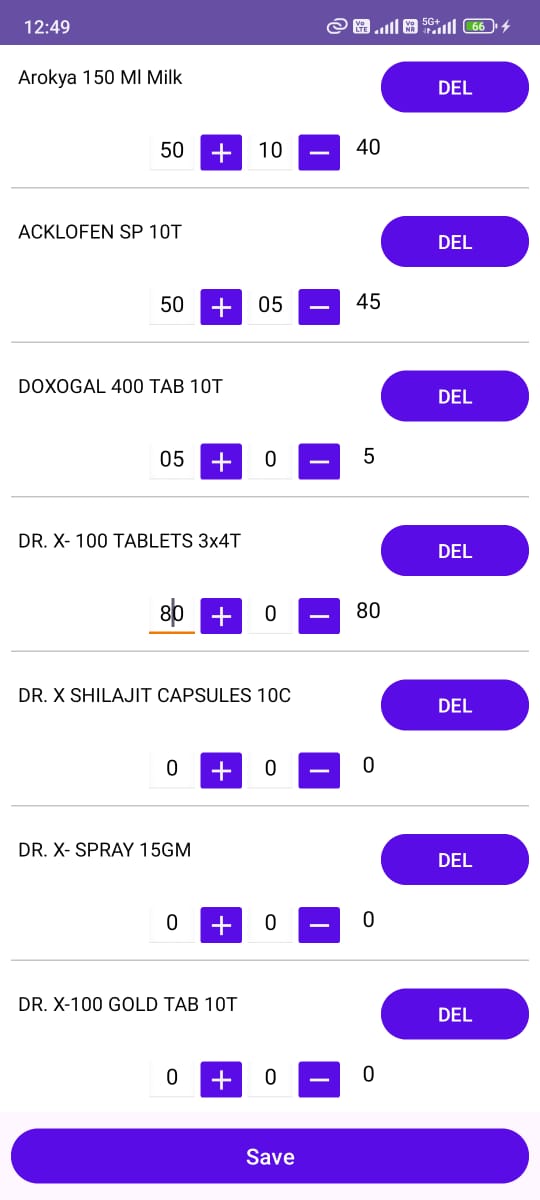 12:49 Vo LTE Vo NR 5G+ 66
Arokya 150 Ml Milk DEL
50 + 10 − 40
ACKLOFEN SP 10T DEL
50 + 05 − 45
DOXOGAL 400 TAB 10T DEL
05 + 0 − 5
DR. X- 100 TABLETS 3x4T DEL
80 + 0 − 80
DR. X SHILAJIT CAPSULES 10C DEL
0 + 0 − 0
DR. X- SPRAY 15GM DEL
0 + 0 − 0
DR. X-100 GOLD TAB 10T DEL
0 + 0 − 0
Save